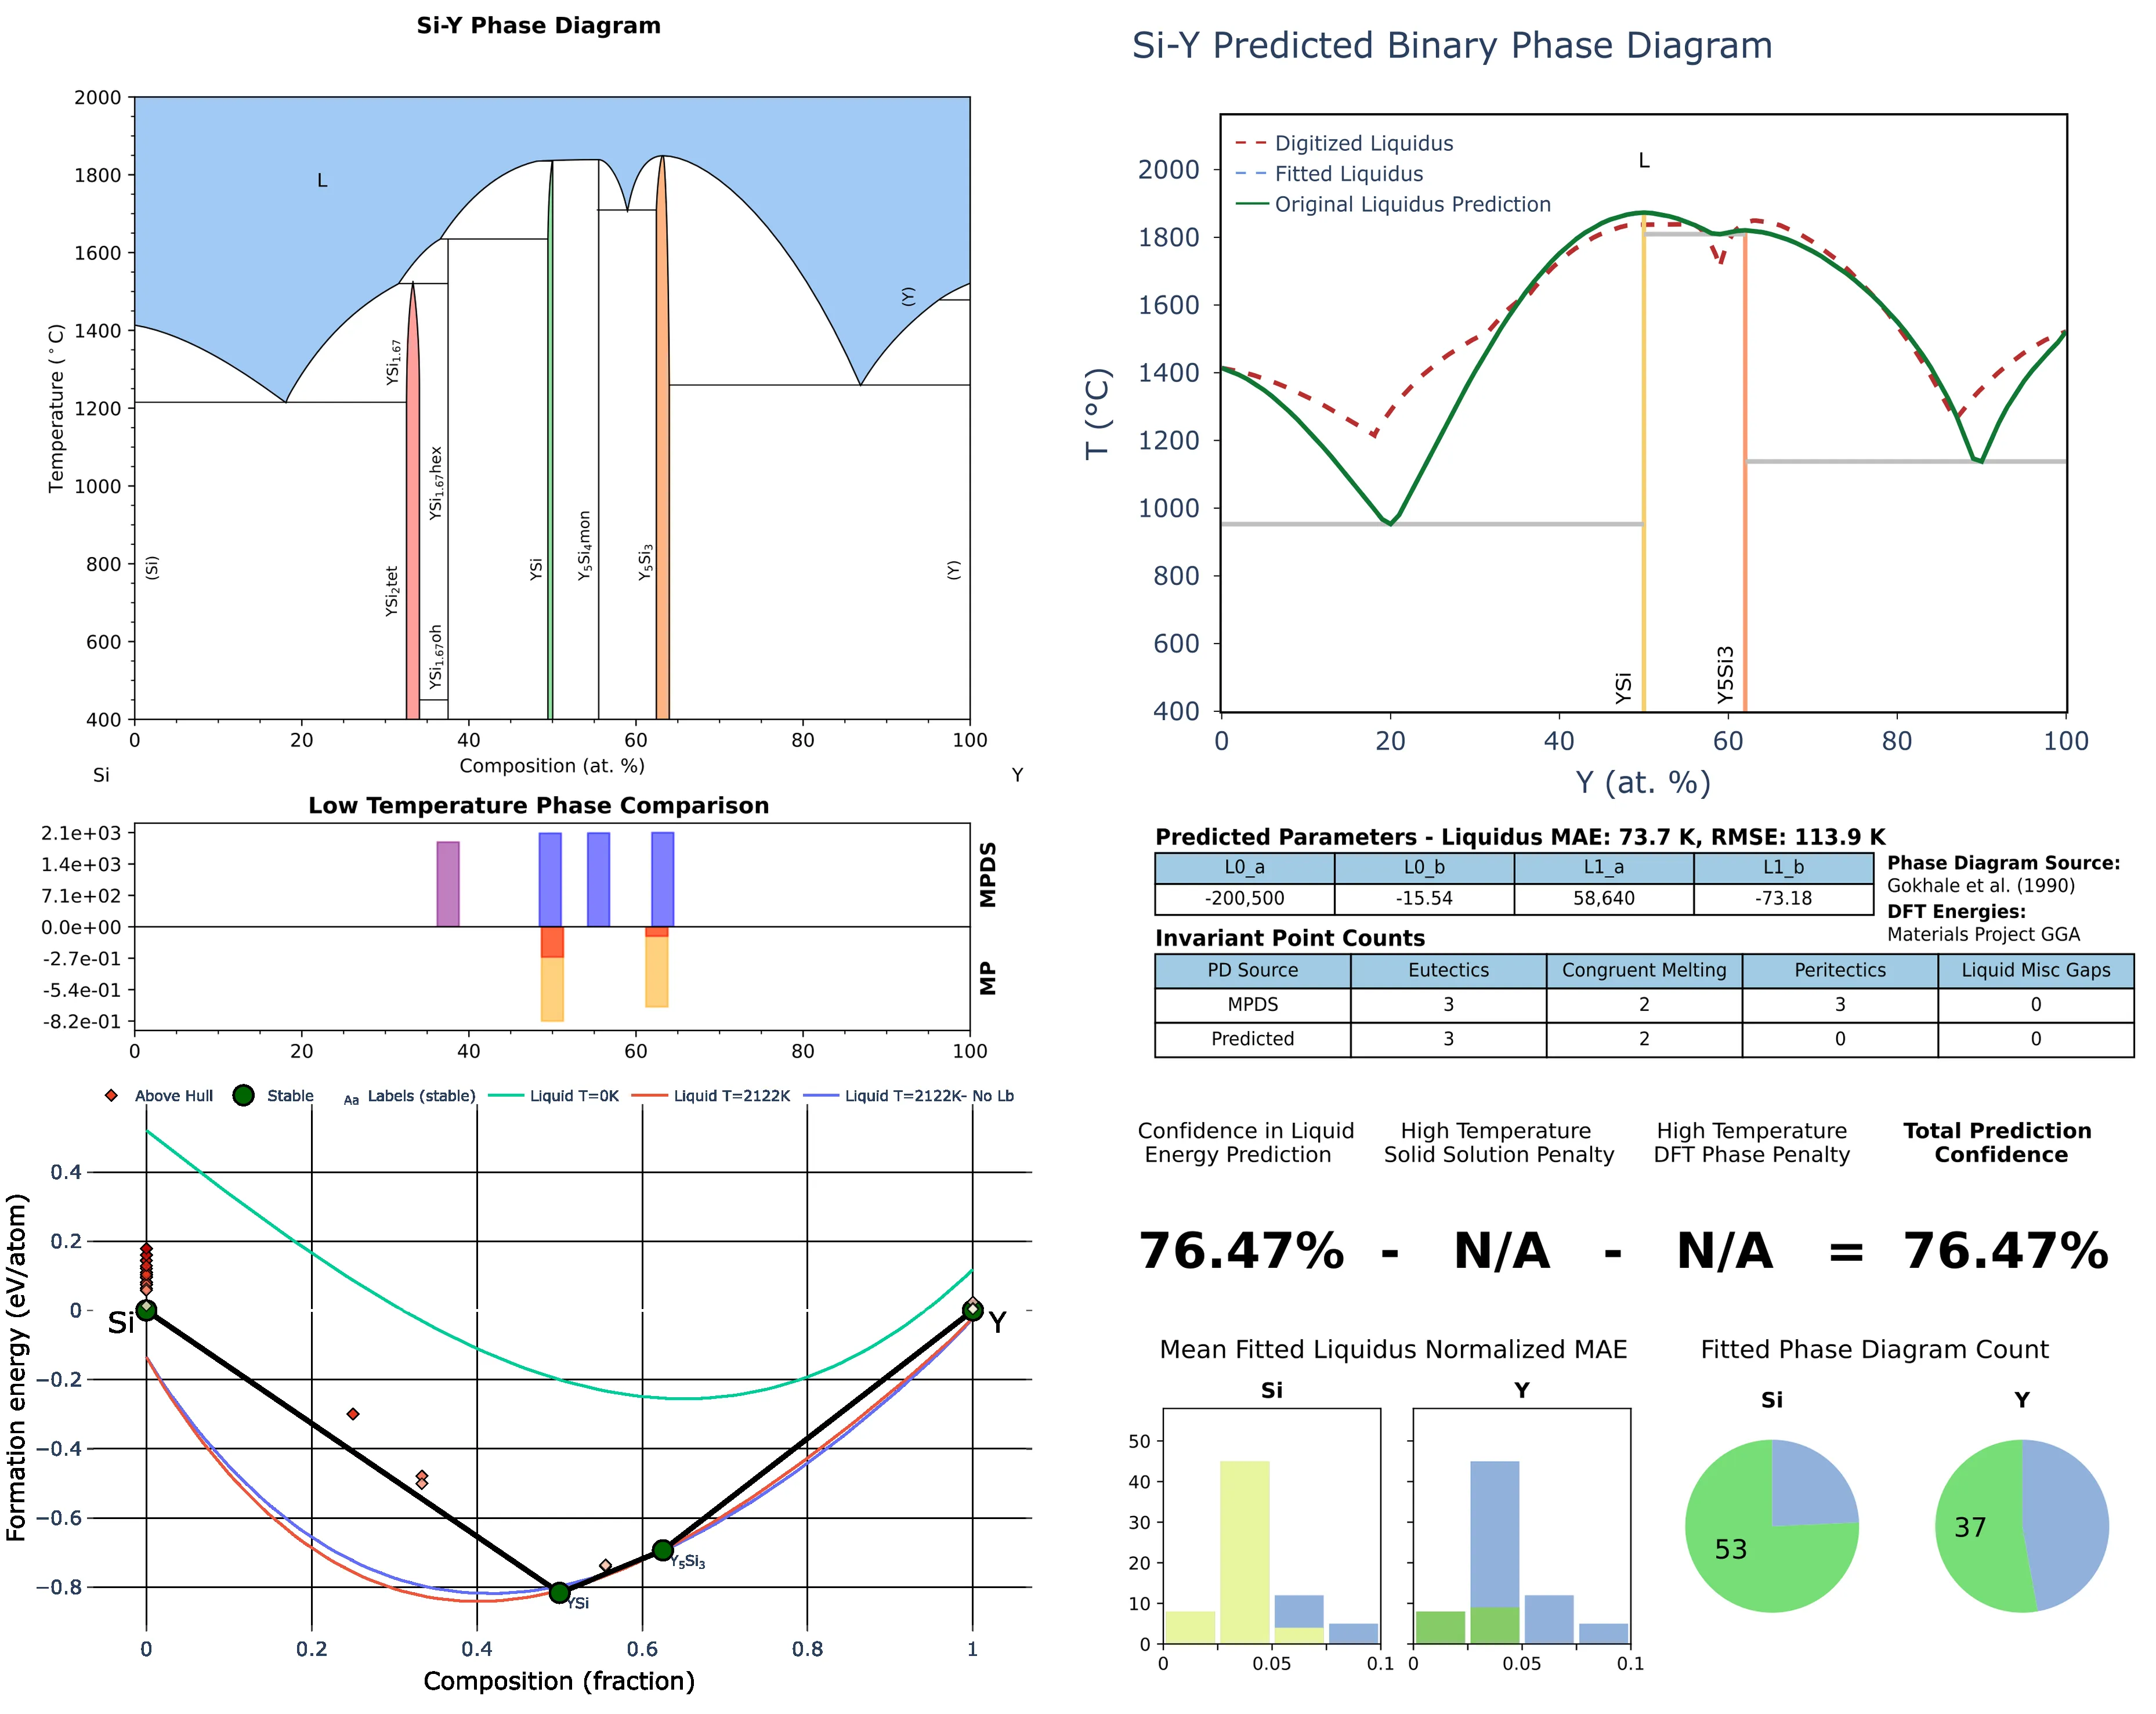 Si-Y Phase Diagram
2000
1800
1600
1400
1200
1000
800
600
400
Temperature (°C)
L
(Si)
YSi1.67
YSi2tet
YSi1.67hex
YSi1.67oh
YSi
Y5Si4mon
Y5Si3
(Y)
(Y)
0 20 40 60 80 100
Composition (at. %)
Si Y
Low Temperature Phase Comparison
2.1e+03
1.4e+03
7.1e+02
0.0e+00
-2.7e-01
-5.4e-01
-8.2e-01
MPDS
MP
0 20 40 60 80 100
Above Hull Stable Aa Labels (stable) Liquid T=0K Liquid T=2122K Liquid T=2122K- No Lb
0.4
0.2
0
−0.2
−0.4
−0.6
−0.8
Formation energy (eV/atom)
Si
Y
Y5Si3
YSi
0 0.2 0.4 0.6 0.8 1
Composition (fraction)
Si-Y Predicted Binary Phase Diagram
Digitized Liquidus
Fitted Liquidus
Original Liquidus Prediction
L
2000
1800
1600
1400
1200
1000
800
600
400
T (°C)
YSi
Y5Si3
0 20 40 60 80 100
Y (at. %)
Predicted Parameters - Liquidus MAE: 73.7 K, RMSE: 113.9 K
L0_a L0_b L1_a L1_b
-200,500 -15.54 58,640 -73.18
Phase Diagram Source:
Gokhale et al. (1990)
DFT Energies:
Materials Project GGA
Invariant Point Counts
PD Source Eutectics Congruent Melting Peritectics Liquid Misc Gaps
MPDS 3 2 3 0
Predicted 3 2 0 0
Confidence in Liquid
Energy Prediction
High Temperature
Solid Solution Penalty
High Temperature
DFT Phase Penalty
Total Prediction
Confidence
76.47% - N/A - N/A = 76.47%
Mean Fitted Liquidus Normalized MAE
Si Y
50
40
30
20
10
0
0 0.05 0.1
0 0.05 0.1
Fitted Phase Diagram Count
Si Y
53
37